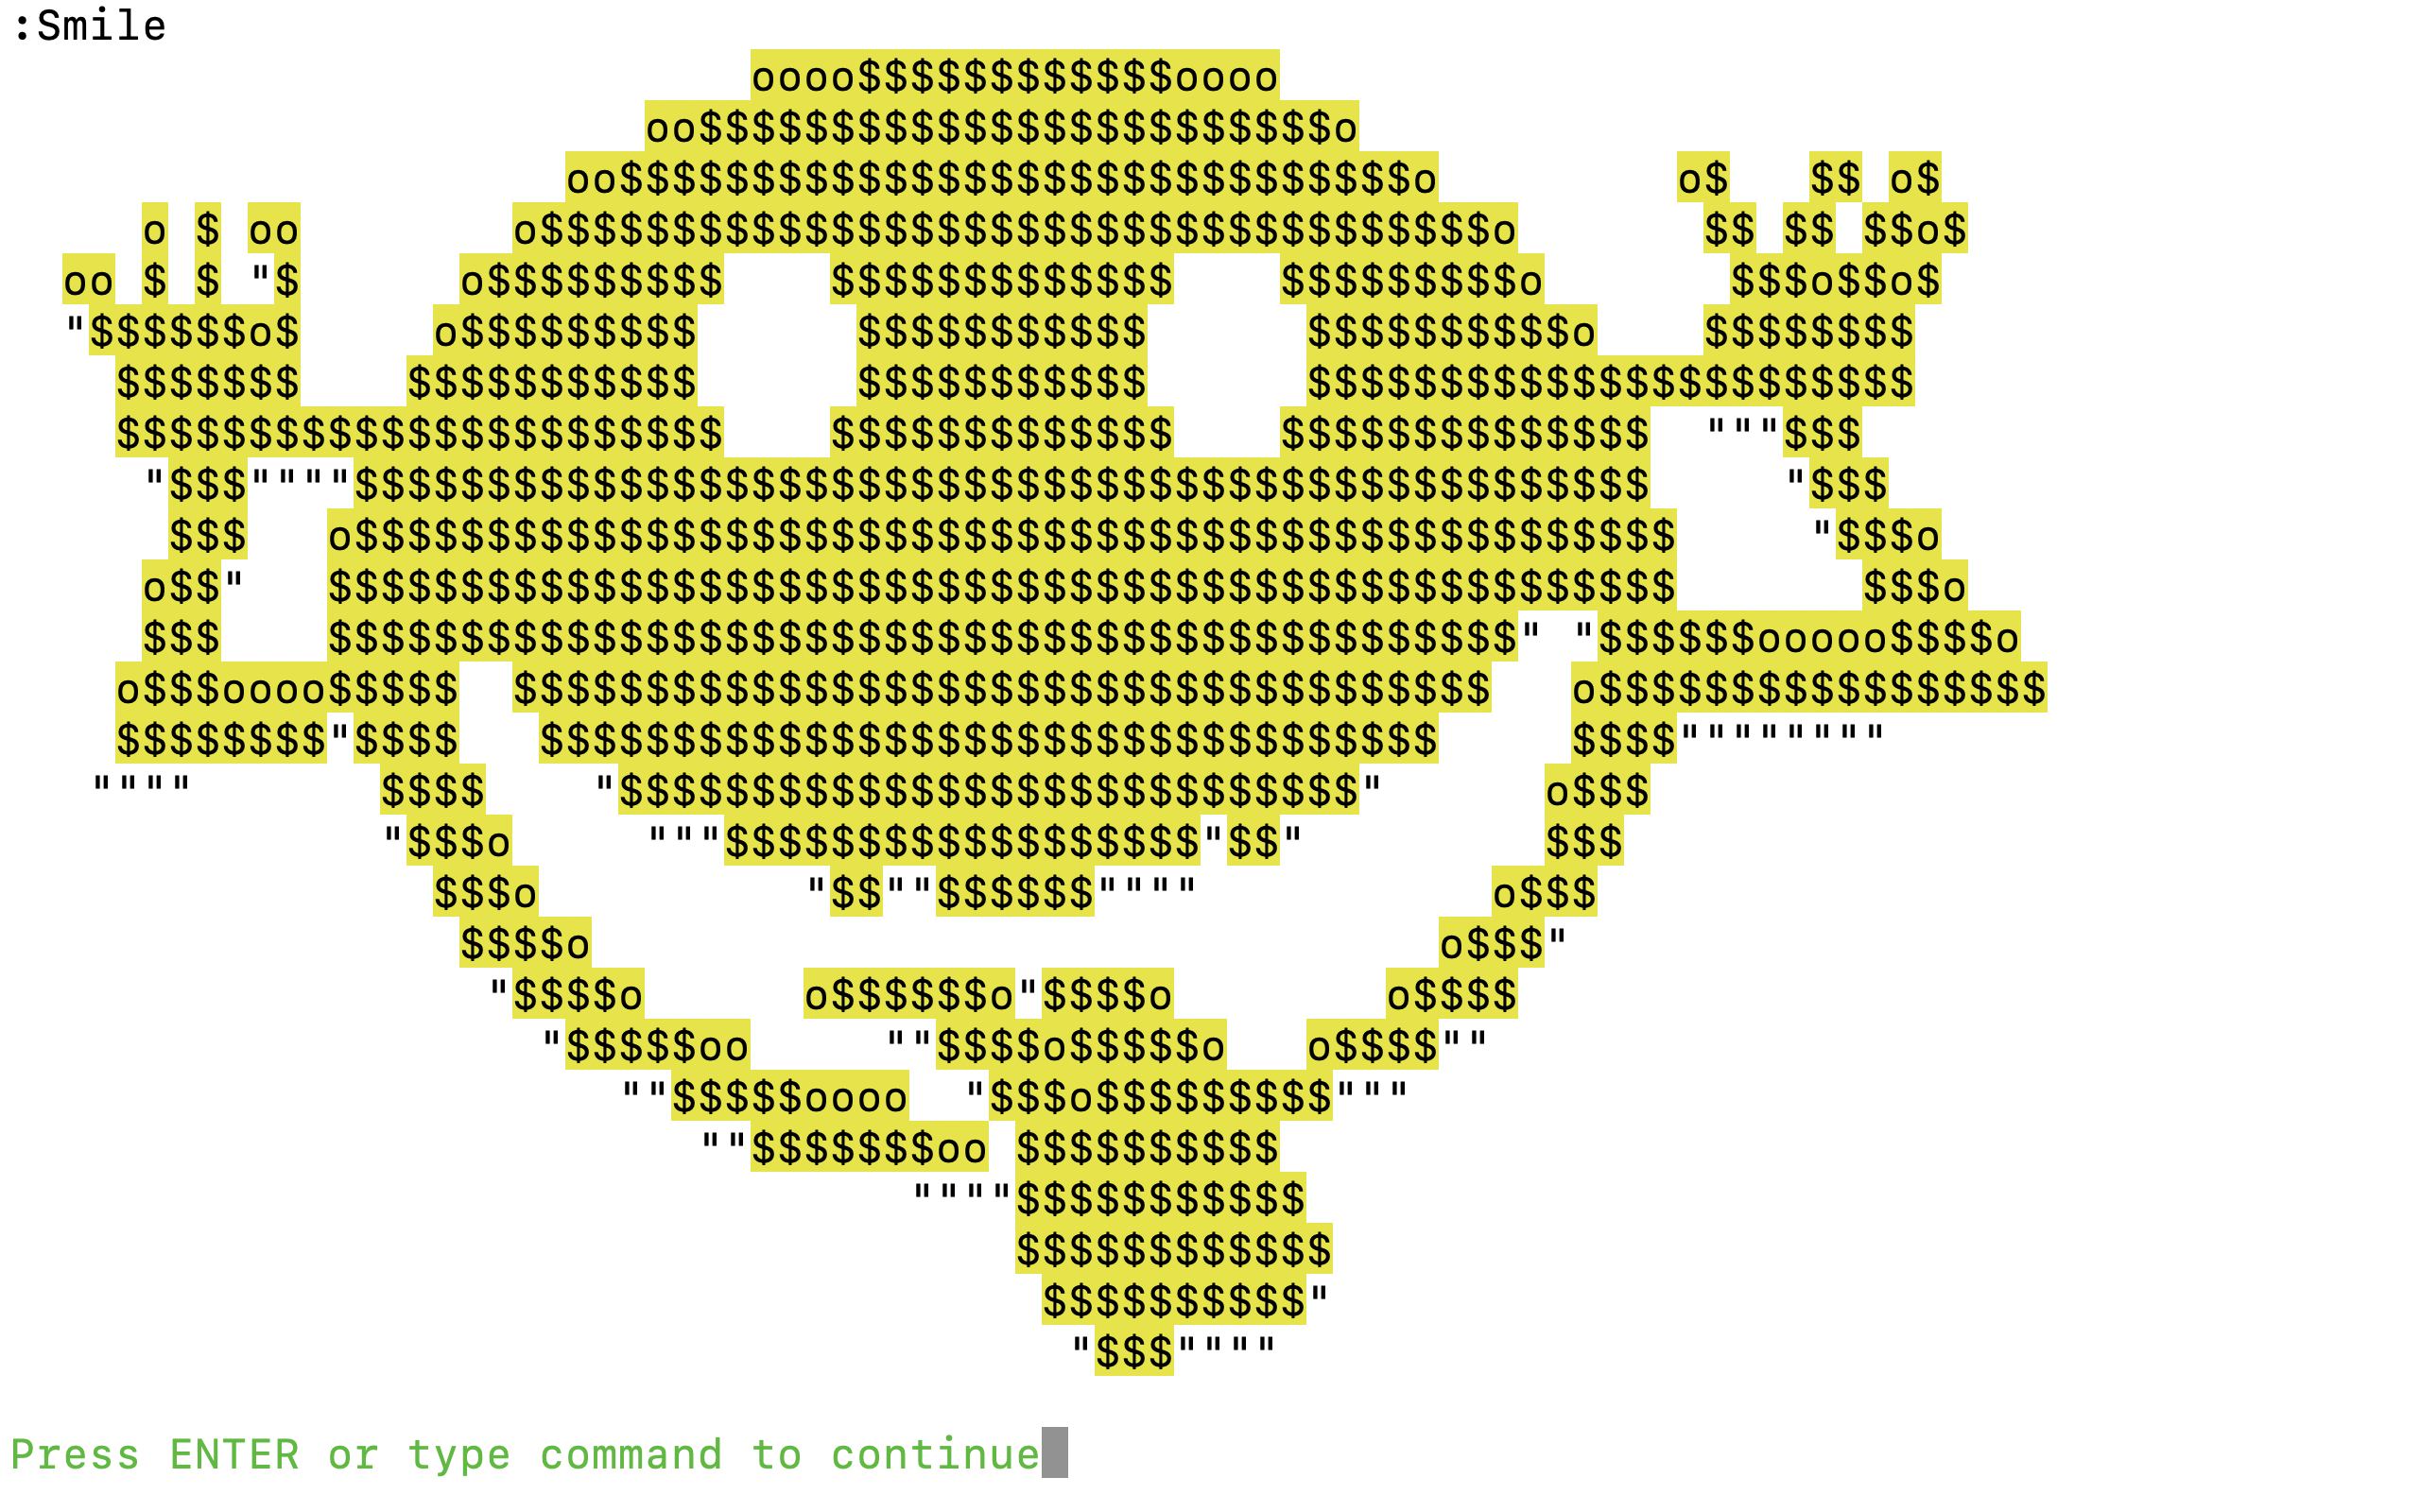 :Smile
                            oooo$$$$$$$$$$$$oooo
                        oo$$$$$$$$$$$$$$$$$$$$$$$$o
                     oo$$$$$$$$$$$$$$$$$$$$$$$$$$$$$$o         o$   $$ o$
     o $ oo        o$$$$$$$$$$$$$$$$$$$$$$$$$$$$$$$$$$$$o       $$ $$ $$o$
  oo $ $ "$      o$$$$$$$$$    $$$$$$$$$$$$$    $$$$$$$$$o       $$$o$$o$
  "$$$$$$o$     o$$$$$$$$$      $$$$$$$$$$$      $$$$$$$$$$o    $$$$$$$$
    $$$$$$$    $$$$$$$$$$$      $$$$$$$$$$$      $$$$$$$$$$$$$$$$$$$$$$$
    $$$$$$$$$$$$$$$$$$$$$$$    $$$$$$$$$$$$$    $$$$$$$$$$$$$$  """$$$
     "$$$""""$$$$$$$$$$$$$$$$$$$$$$$$$$$$$$$$$$$$$$$$$$$$$$$$$     "$$$
      $$$   o$$$$$$$$$$$$$$$$$$$$$$$$$$$$$$$$$$$$$$$$$$$$$$$$$$     "$$$o
     o$$"   $$$$$$$$$$$$$$$$$$$$$$$$$$$$$$$$$$$$$$$$$$$$$$$$$$$       $$$o
     $$$    $$$$$$$$$$$$$$$$$$$$$$$$$$$$$$$$$$$$$$$$$$$$$" "$$$$$$ooooo$$$$o
    o$$$oooo$$$$$  $$$$$$$$$$$$$$$$$$$$$$$$$$$$$$$$$$$$$   o$$$$$$$$$$$$$$$$$
    $$$$$$$$"$$$$   $$$$$$$$$$$$$$$$$$$$$$$$$$$$$$$$$$     $$$$""""""""
   """"       $$$$    "$$$$$$$$$$$$$$$$$$$$$$$$$$$$"      o$$$
              "$$$o     """$$$$$$$$$$$$$$$$$$"$$"         $$$
                $$$o          "$$""$$$$$$""""           o$$$
                 $$$$o                                o$$$"
                  "$$$$o      o$$$$$$o"$$$$o        o$$$$
                    "$$$$$oo     ""$$$$o$$$$$o   o$$$$""
                       ""$$$$$oooo  "$$$o$$$$$$$$$"""
                          ""$$$$$$$oo $$$$$$$$$$
                                  """"$$$$$$$$$$$
                                      $$$$$$$$$$$$
                                       $$$$$$$$$$"
                                        "$$$""""
Press ENTER or type command to continue